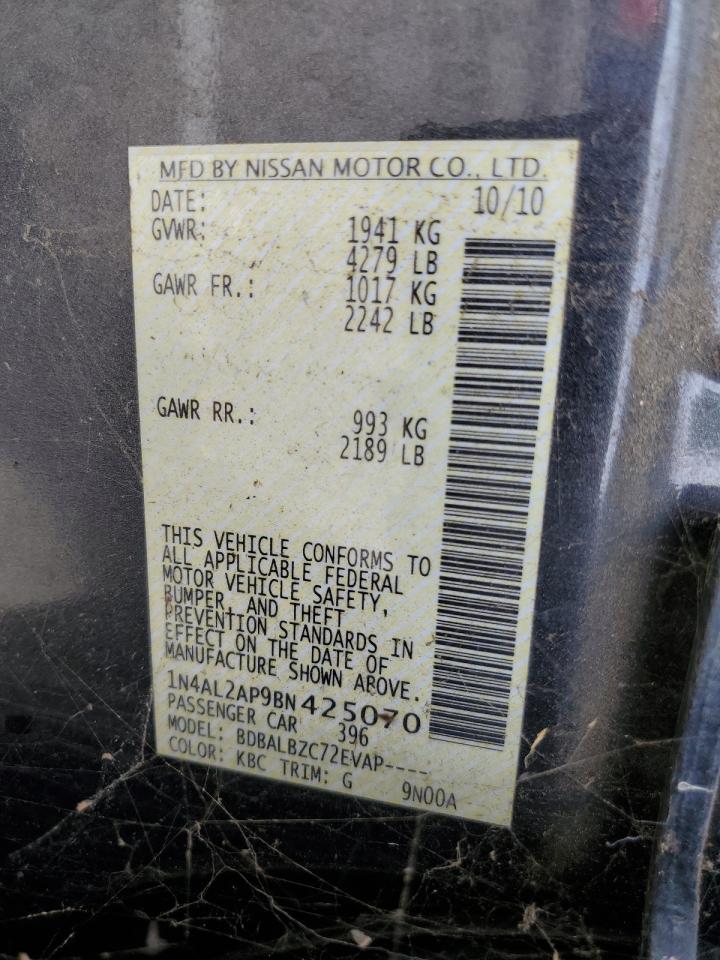 MFD BY NISSAN MOTOR CO., LTD.
DATE: 10/10
GVWR: 1941 KG
4279 LB
GAWR FR.: 1017 KG
2242 LB
GAWR RR.: 993 KG
2189 LB
THIS VEHICLE CONFORMS TO
ALL APPLICABLE FEDERAL
MOTOR VEHICLE SAFETY,
BUMPER, AND THEFT
PREVENTION STANDARDS IN
EFFECT ON THE DATE OF
MANUFACTURE SHOWN ABOVE.
1N4AL2AP9BN425070
PASSENGER CAR 396
MODEL: BDBALBZC72EVAP----
COLOR: KBC TRIM: G 9N00A